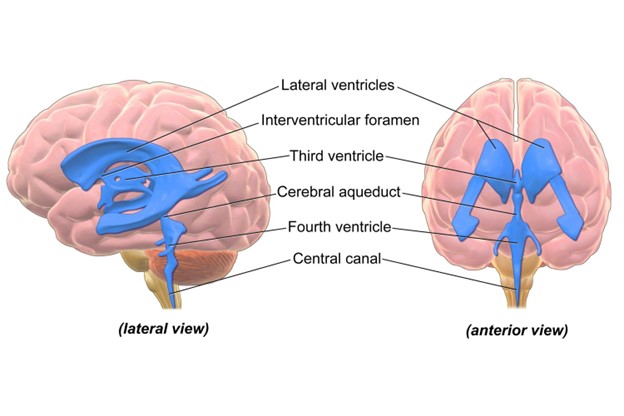 Lateral ventricles
Interventricular foramen
Third ventricle
Cerebral aqueduct
Fourth ventricle
Central canal
(lateral view)
(anterior view)